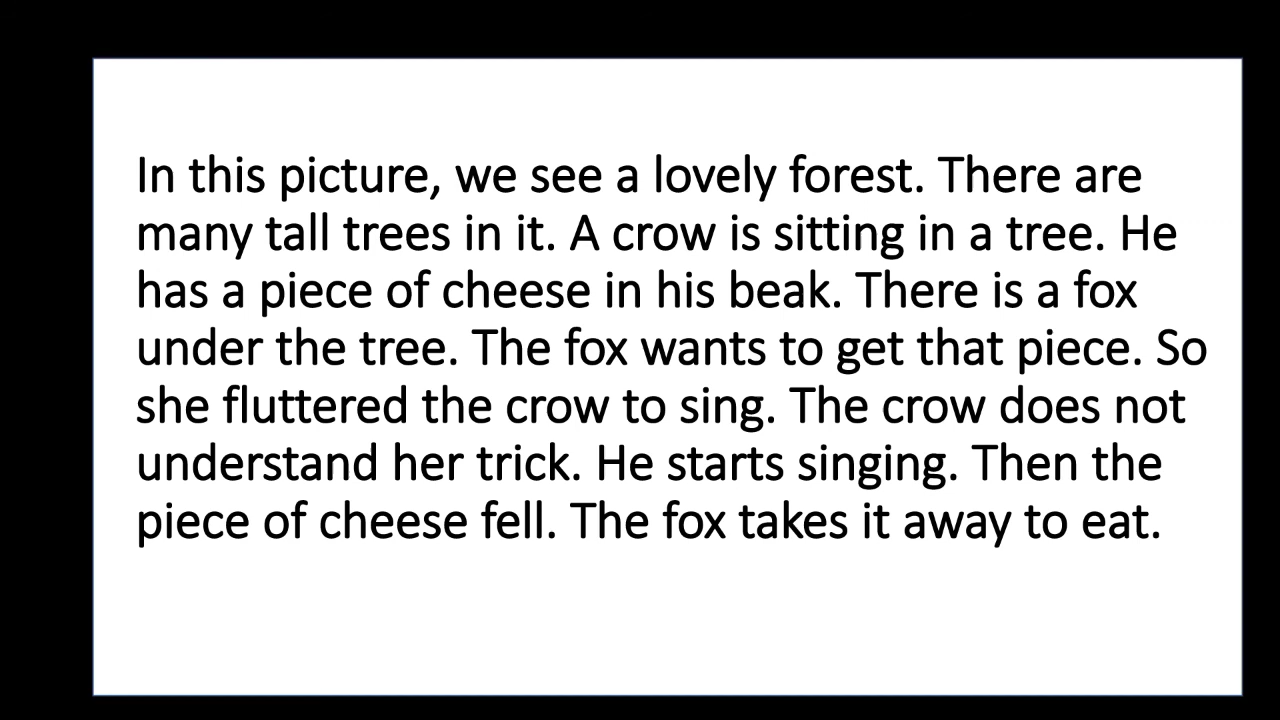 In this picture, we see a lovely forest. There are
many tall trees in it. A crow is sitting in a tree. He
has a piece of cheese in his beak. There is a fox
under the tree. The fox wants to get that piece. So
she fluttered the crow to sing. The crow does not
understand her trick. He starts singing. Then the
piece of cheese fell. The fox takes it away to eat.